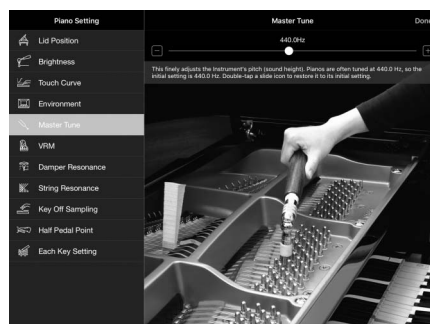 Piano Setting
Master Tune
Done
Lid Position
Brightness
Touch Curve
Environment
Master Tune
VRM
Damper Resonance
String Resonance
Key Off Sampling
Half Pedal Point
Each Key Setting
440.0Hz
This finely adjusts the Instrument's pitch (sound height). Pianos are often tuned at 440.0 Hz, so the
initial setting is 440.0 Hz. Double-tap a slide icon to restore it to its initial setting.